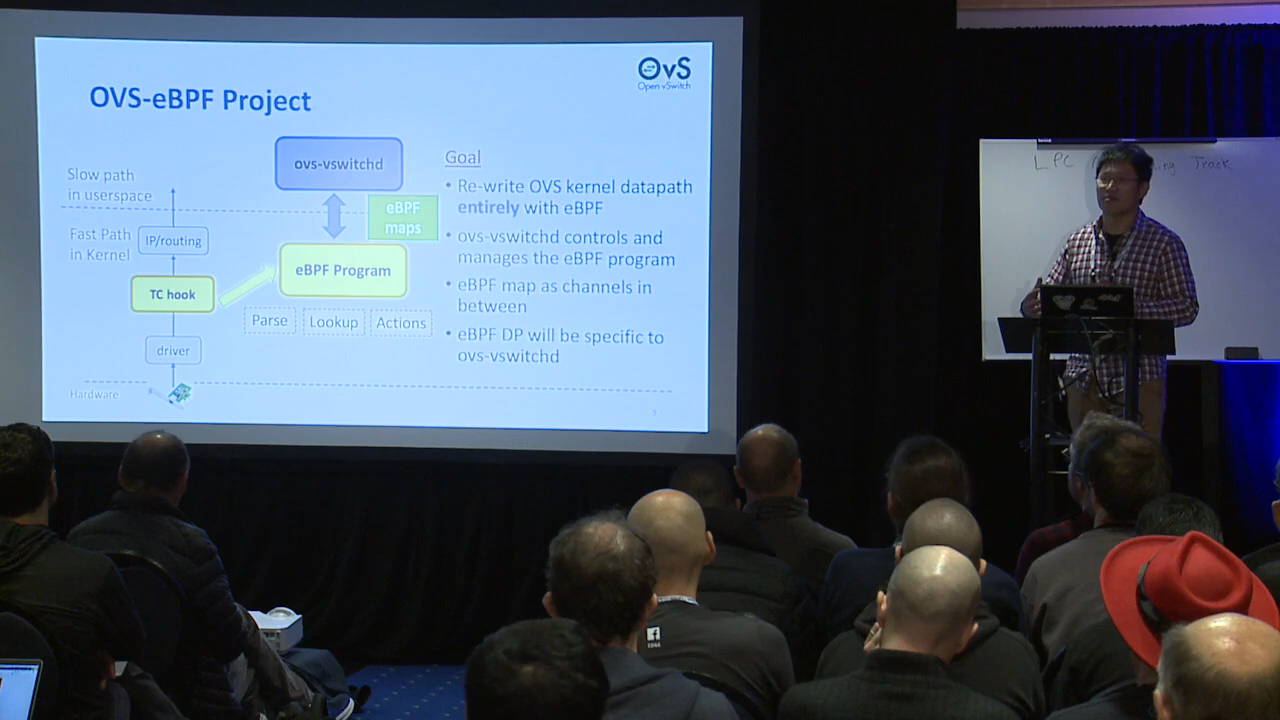 OvS
Open vSwitch
OVS-eBPF Project
Slow path
in userspace
ovs-vswitchd
eBPF
maps
Fast Path
in Kernel
IP/routing
eBPF Program
TC hook
Parse
Lookup
Actions
driver
Hardware
Goal
• Re-write OVS kernel datapath
entirely with eBPF
• ovs-vswitchd controls and
manages the eBPF program
• eBPF map as channels in
between
• eBPF DP will be specific to
ovs-vswitchd
LPC
Track